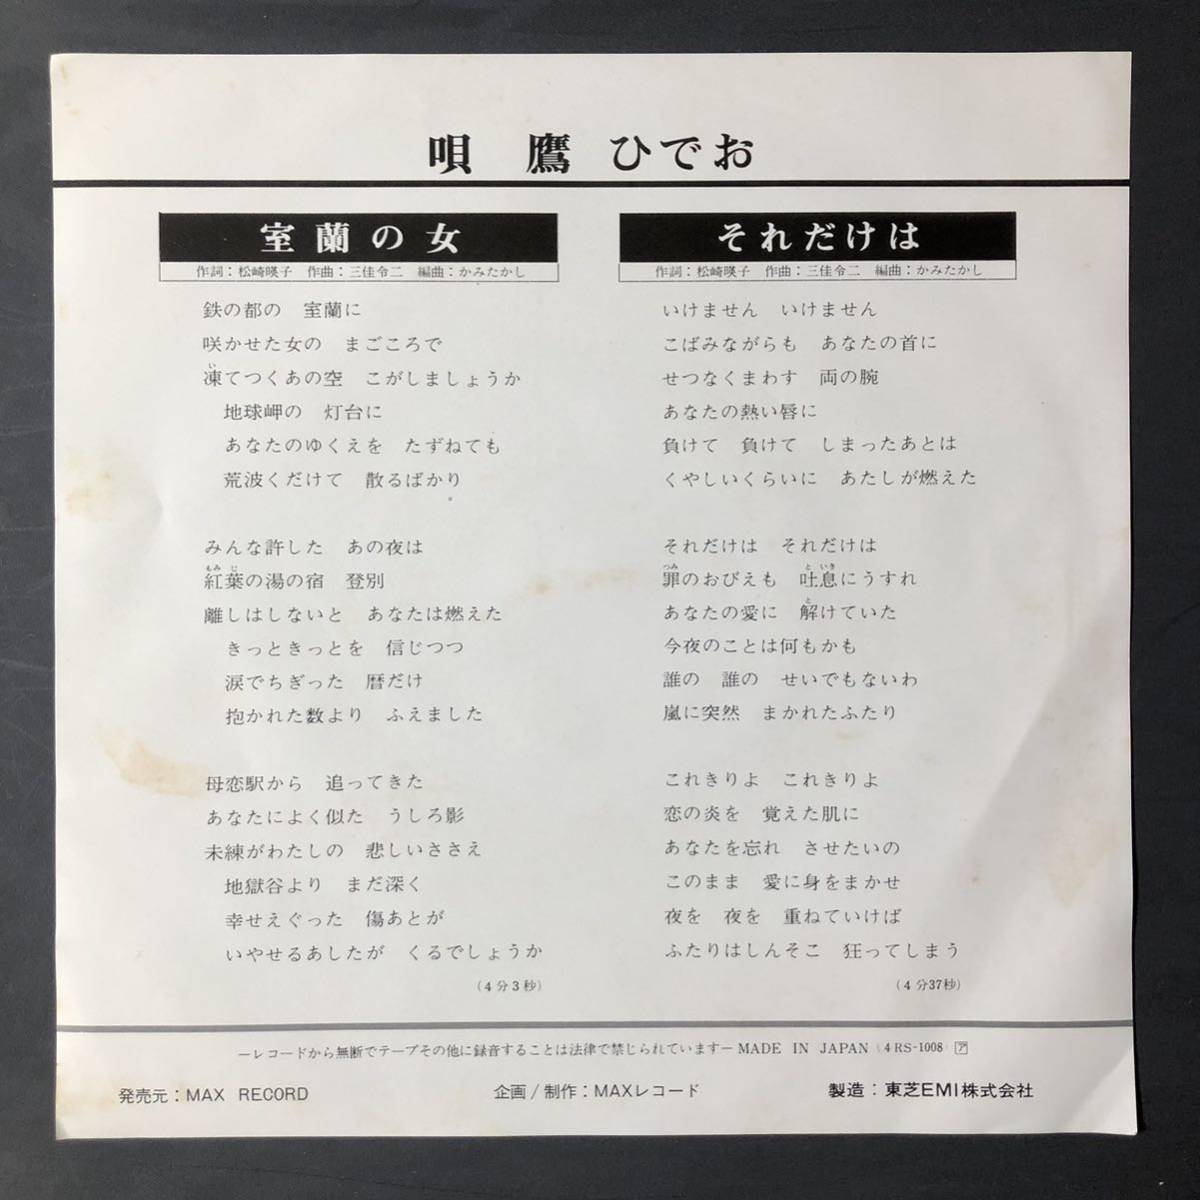 唄 鷹 ひでお
室蘭の女
作詞：松崎暎子 作曲：三佳令二 編曲：かみたかし
鉄の都の 室蘭に
咲かせた女の まごころで
い
凍てつくあの空 こがしましょうか
地球岬の 灯台に
あなたのゆくえを たずねても
荒波くだけて 散るばかり
みんな許した あの夜は
もみ じ
紅葉の湯の宿 登別
離しはしないと あなたは燃えた
きっときっとを 信じつつ
涙でちぎった 暦だけ
抱かれた数より ふえました
母恋駅から 追ってきた
あなたによく似た うしろ影
未練がわたしの 悲しいささえ
地獄谷より まだ深く
幸せえぐった 傷あとが
いやせるあしたが くるでしょうか
(4分3秒)
それだけは
作詞：松崎暎子 作曲：三佳令二 編曲：かみたかし
いけません いけません
こばみながらも あなたの首に
せつなくまわす 両の腕
あなたの熱い唇に
負けて 負けて しまったあとは
くやしいくらいに あたしが燃えた
それだけは それだけは
つみ と いき
罪のおびえも 吐息にうすれ
と
あなたの愛に 解けていた
今夜のことは何もかも
誰の 誰の せいでもないわ
嵐に突然 まかれたふたり
これきりよ これきりよ
恋の炎を 覚えた肌に
あなたを忘れ させたいの
このまま 愛に身をまかせ
夜を 夜を 重ねていけば
ふたりはしんそこ 狂ってしまう
(4分37秒)
―レコードから無断でテープその他に録音することは法律で禁じられています― MADE IN JAPAN (4RS-1008) ア
発売元：MAX RECORD 企画/制作：MAXレコード 製造：東芝EMI株式会社